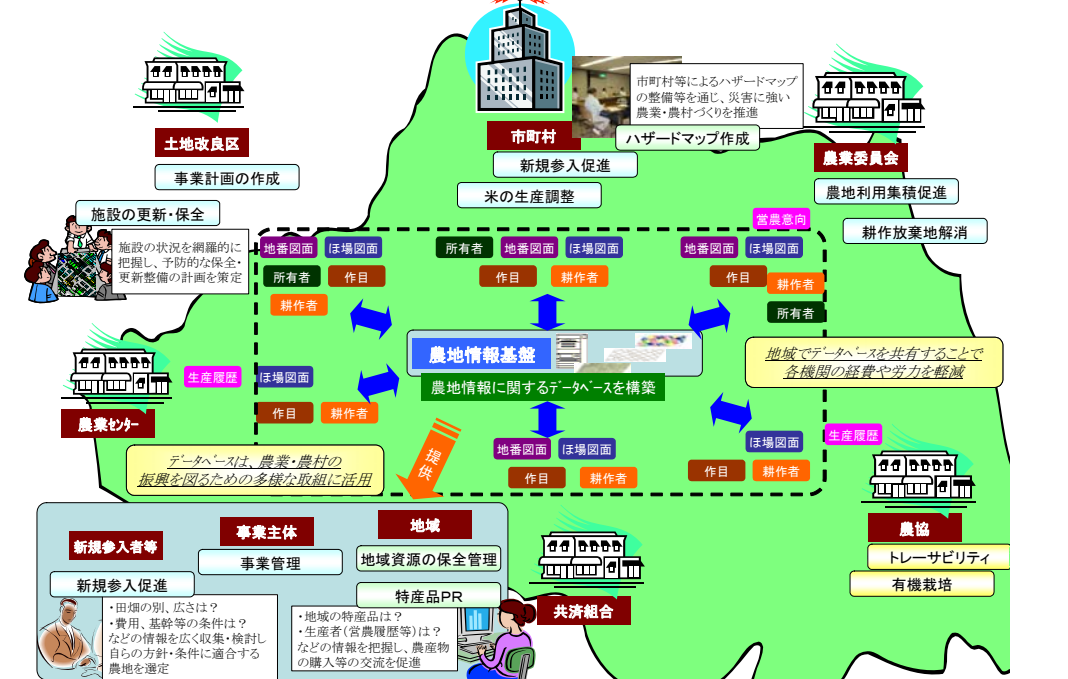 市町村等によるハザードマップ
の整備等を通じ、災害に強い
農業・農村づくりを推進
土地改良区
市町村
ハザードマップ作成
農業委員会
事業計画の作成
新規参入促進
米の生産調整
農地利用集積促進
施設の更新・保全
営農意向
耕作放棄地解消
施設の状況を網羅的に
把握し、予防的な保全・
更新整備の計画を策定
地番図面 ほ場図面
所有者 作目
耕作者
所有者 地番図面 ほ場図面
作目 耕作者
地番図面 ほ場図面
作目 耕作者
所有者
農地情報基盤
農地情報に関するデータベースを構築
地域でデータベースを共有することで
各機関の経費や労力を軽減
生産履歴 ほ場図面
作目 耕作者
農業センター
提供
地番図面 ほ場図面
作目 耕作者
ほ場図面 生産履歴
作目 耕作者
データベースは、農業・農村の
振興を図るための多様な取組に活用
農協
トレーサビリティ
有機栽培
新規参入者等
事業主体
地域
事業管理
地域資源の保全管理
新規参入促進
特産品PR
共済組合
・田畑の別、広さは？
・費用、基幹等の条件は？
などの情報を広く収集・検討し
自らの方針・条件に適合する
農地を選定
・地域の特産品は？
・生産者（営農履歴等）は？
などの情報を把握し、農産物
の購入等の交流を促進